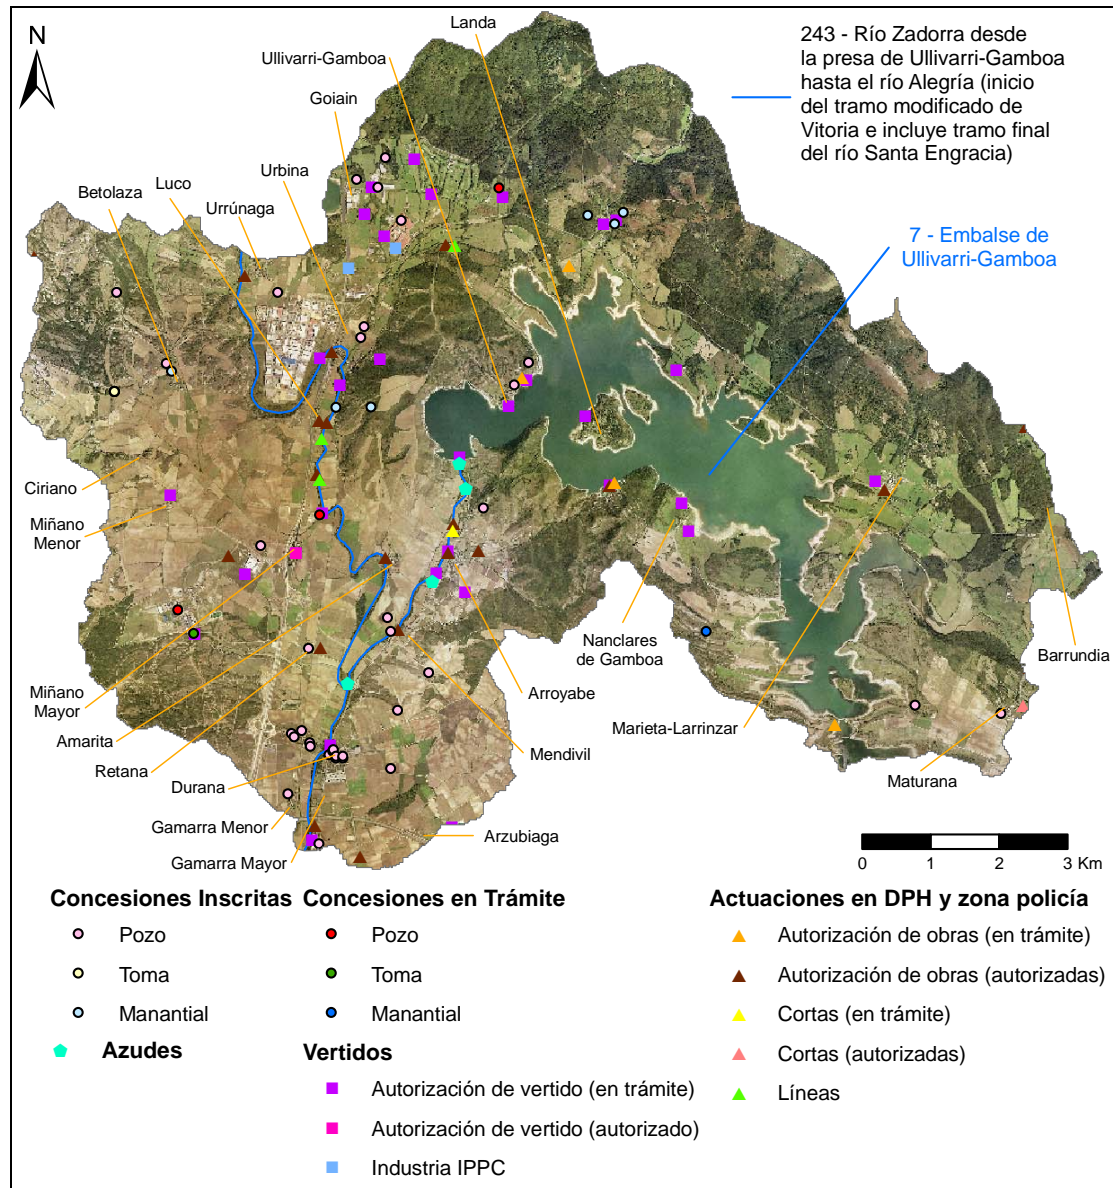 N
Landa
Ullivarri-Gamboa
Goiain
Urbina
Luco
Betolaza
Urrúnaga
243 - Río Zadorra desde
la presa de Ullivarri-Gamboa
hasta el río Alegría (inicio
del tramo modificado de
Vitoria e incluye tramo final
del río Santa Engracia)
7 - Embalse de
Ullivarri-Gamboa
Ciriano
Miñano
Menor
Miñano
Mayor
Amarita
Retana
Durana
Gamarra Menor
Gamarra Mayor
Arzubiaga
Mendivil
Arroyabe
Nanclares
de Gamboa
Marieta-Larrinzar
Maturana
Barrundia
0 1 2 3 Km
Concesiones Inscritas
Pozo
Toma
Manantial
Azudes
Concesiones en Trámite
Pozo
Toma
Manantial
Vertidos
Autorización de vertido (en trámite)
Autorización de vertido (autorizado)
Industria IPPC
Actuaciones en DPH y zona policía
Autorización de obras (en trámite)
Autorización de obras (autorizadas)
Cortas (en trámite)
Cortas (autorizadas)
Líneas